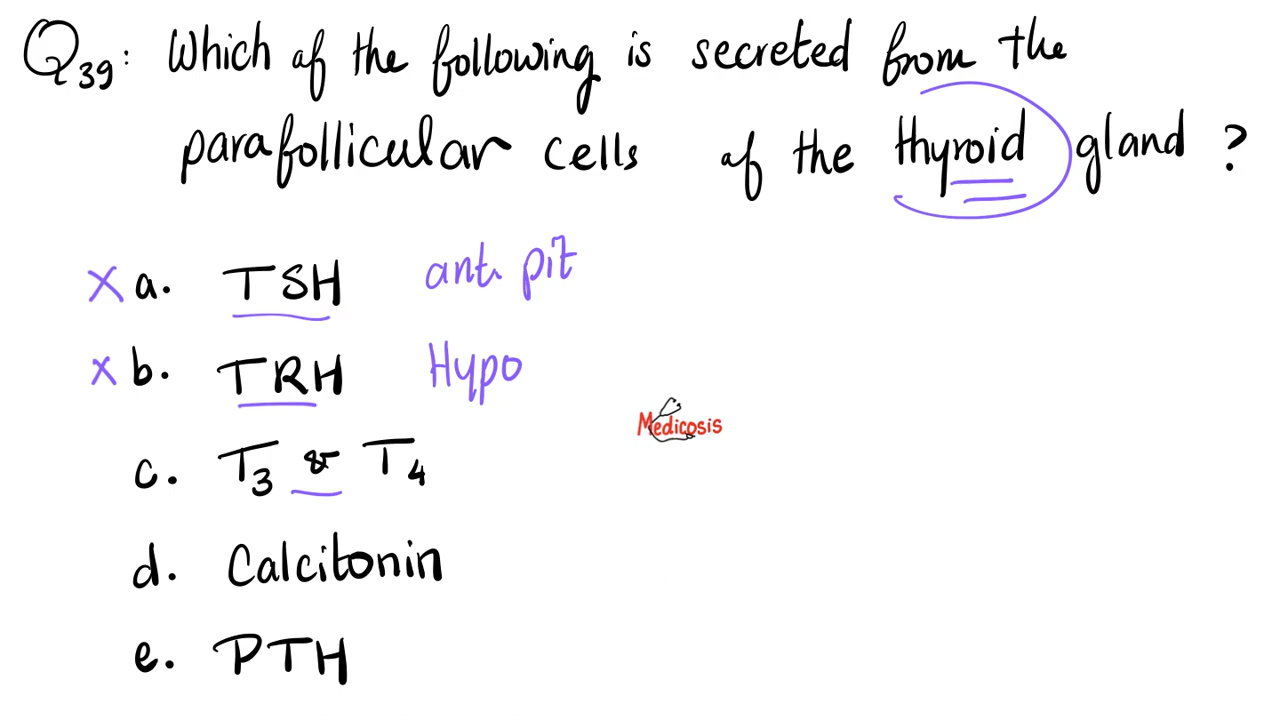 Q39: Which of the following is secreted from the
parafollicular cells of the thyroid gland ?
x a. TSH ant. pit
x b. TRH Hypo
Medicosis
c. T3 & T4
d. Calcitonin
e. PTH